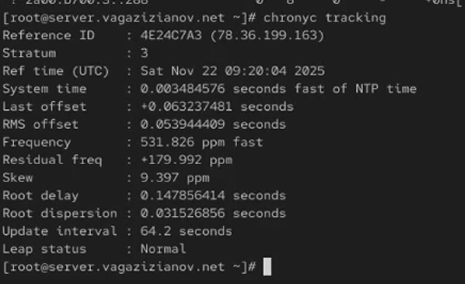 [root@server.vagazizianov.net ~]# chronyc tracking
Reference ID    : 4E24C7A3 (78.36.199.163)
Stratum         : 3
Ref time (UTC)  : Sat Nov 22 09:20:04 2025
System time     : 0.003484576 seconds fast of NTP time
Last offset     : +0.063237481 seconds
RMS offset      : 0.053944409 seconds
Frequency       : 531.826 ppm fast
Residual freq   : +179.992 ppm
Skew            : 9.397 ppm
Root delay      : 0.147856414 seconds
Root dispersion : 0.031526856 seconds
Update interval : 64.2 seconds
Leap status     : Normal
[root@server.vagazizianov.net ~]#